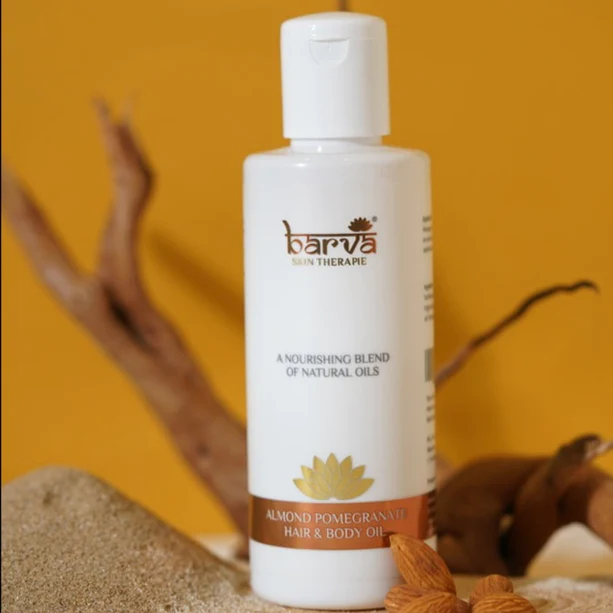 barva®
SKIN THERAPIE
A NOURISHING BLEND
OF NATURAL OILS
ALMOND POMEGRANATE
HAIR & BODY OIL